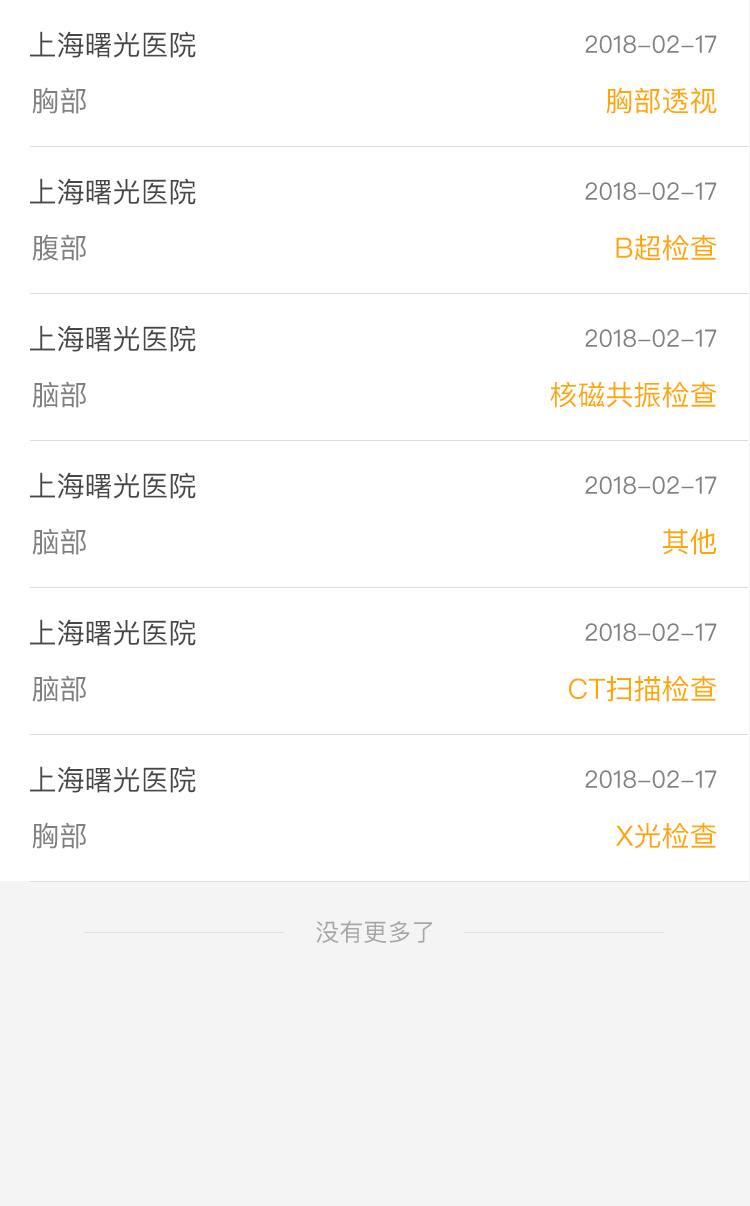 上海曙光医院 2018-02-17
胸部 胸部透视
上海曙光医院 2018-02-17
腹部 B超检查
上海曙光医院 2018-02-17
脑部 核磁共振检查
上海曙光医院 2018-02-17
脑部 其他
上海曙光医院 2018-02-17
脑部 CT扫描检查
上海曙光医院 2018-02-17
胸部 X光检查
没有更多了